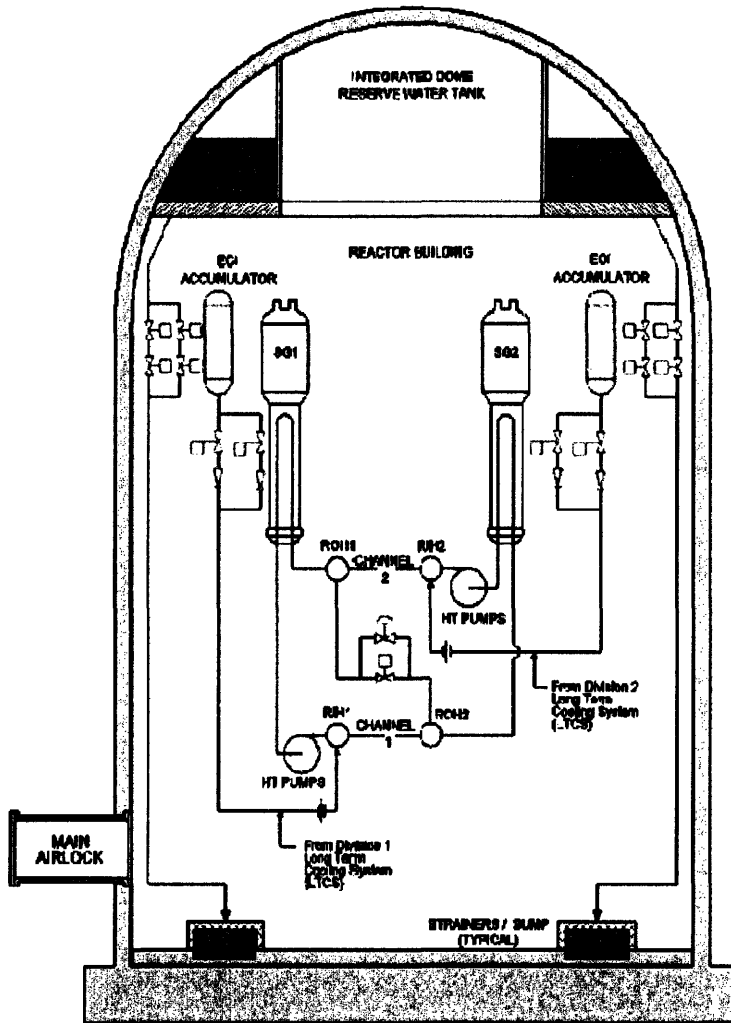 INTEGRATED DOME
RESERVE WATER TANK
REACTOR BUILDING
ECI
ACCUMULATOR
ECI
ACCUMULATOR
SG1
SG2
ROH1
CHANNEL
2
RIH2
HT PUMPS
From Division 2
Long Term
Cooling System
(LTCS)
RIH1
CHANNEL
1
ROH2
HT PUMPS
MAIN
AIRLOCK
From Division 1
Long Term
Cooling System
(LTCS)
STRAINERS / SUMP
(TYPICAL)